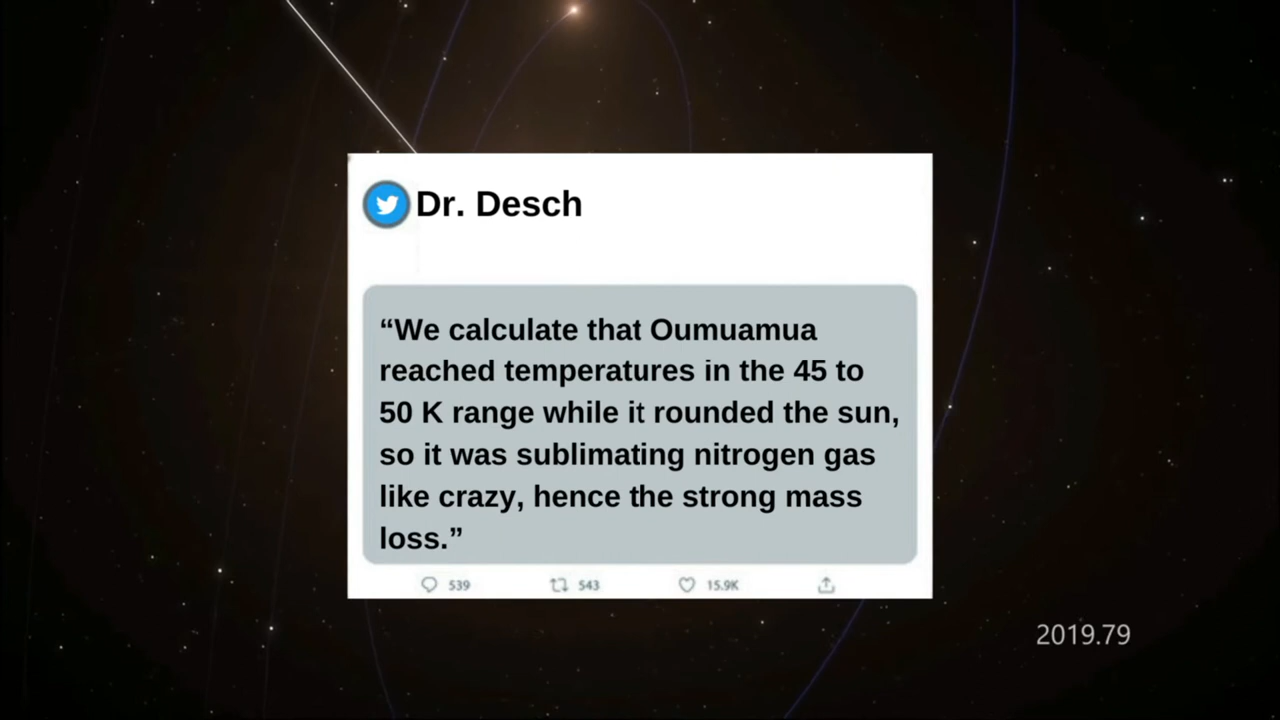 Dr. Desch
“We calculate that Oumuamua
reached temperatures in the 45 to
50 K range while it rounded the sun,
so it was sublimating nitrogen gas
like crazy, hence the strong mass
loss.”
539 543 15.9K
2019.79